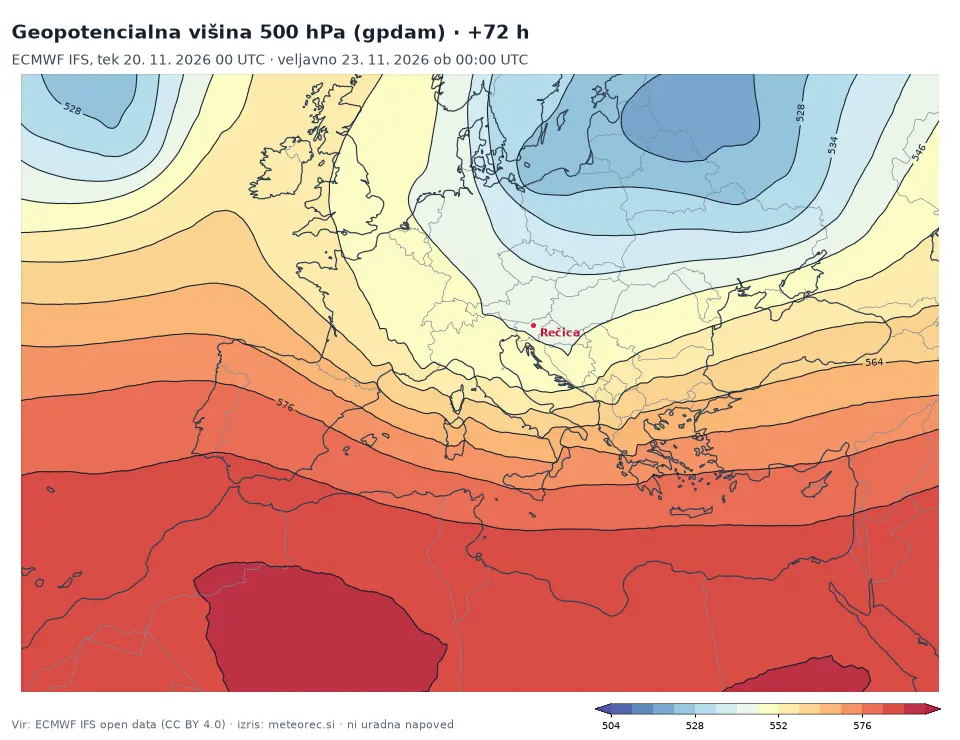 Geopotencialna višina 500 hPa (gpdam) · +72 h
ECMWF IFS, tek 20. 11. 2026 00 UTC · veljavno 23. 11. 2026 ob 00:00 UTC
528
528
534
546
Rečica
564
576
504 528 552 576
Vir: ECMWF IFS open data (CC BY 4.0) · izris: meteorec.si · ni uradna napoved